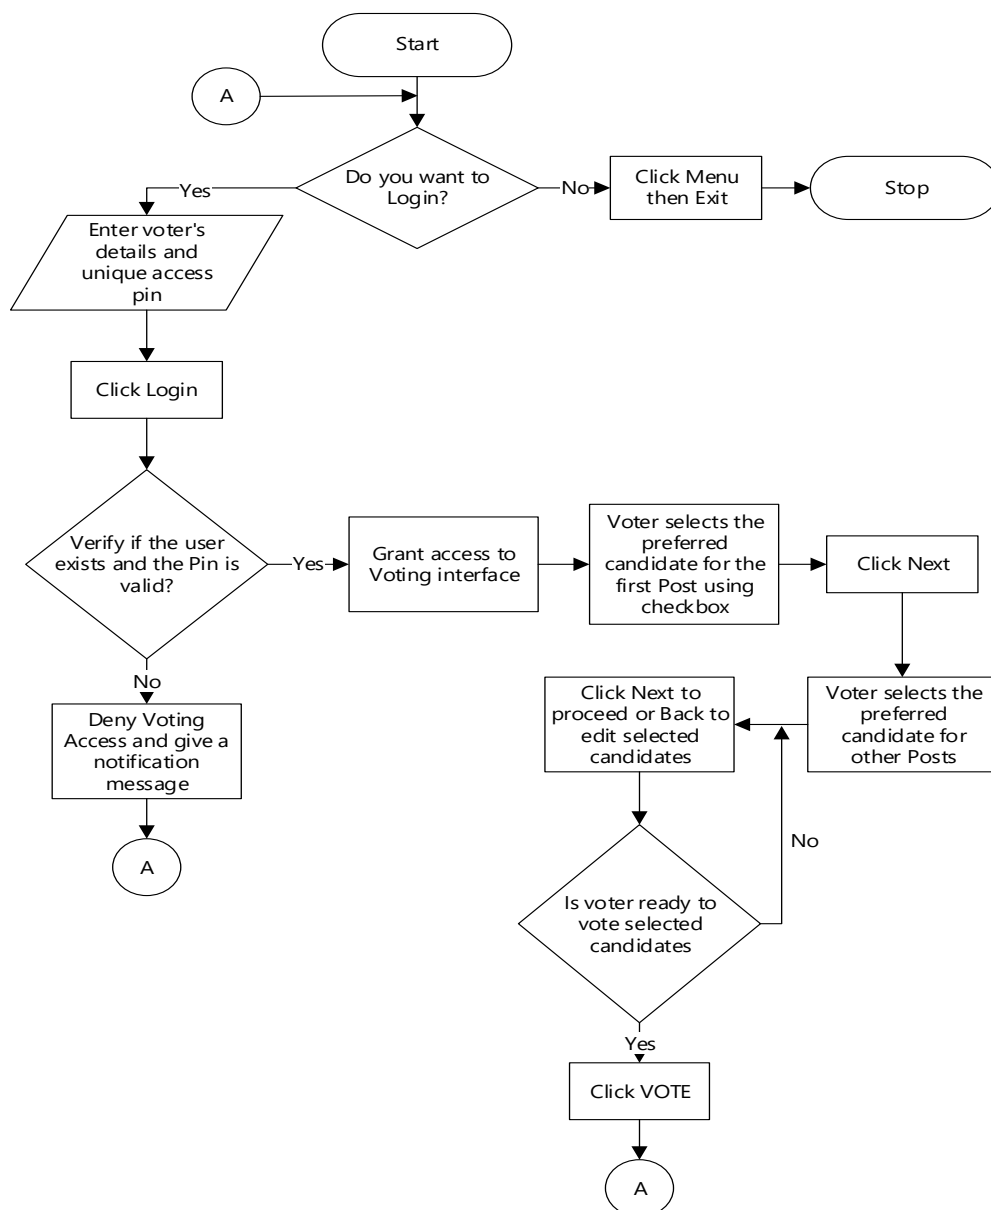 Start
A
Do you want to
Login?
Yes
No
Click Menu
then Exit
Stop
Enter voter's
details and
unique access
pin
Click Login
Verify if the user
exists and the Pin is
valid?
Yes
Grant access to
Voting interface
Voter selects the
preferred
candidate for the
first Post using
checkbox
Click Next
No
Deny Voting
Access and give a
notification
message
A
Click Next to
proceed or Back to
edit selected
candidates
Voter selects the
preferred
candidate for
other Posts
No
Is voter ready to
vote selected
candidates
Yes
Click VOTE
A